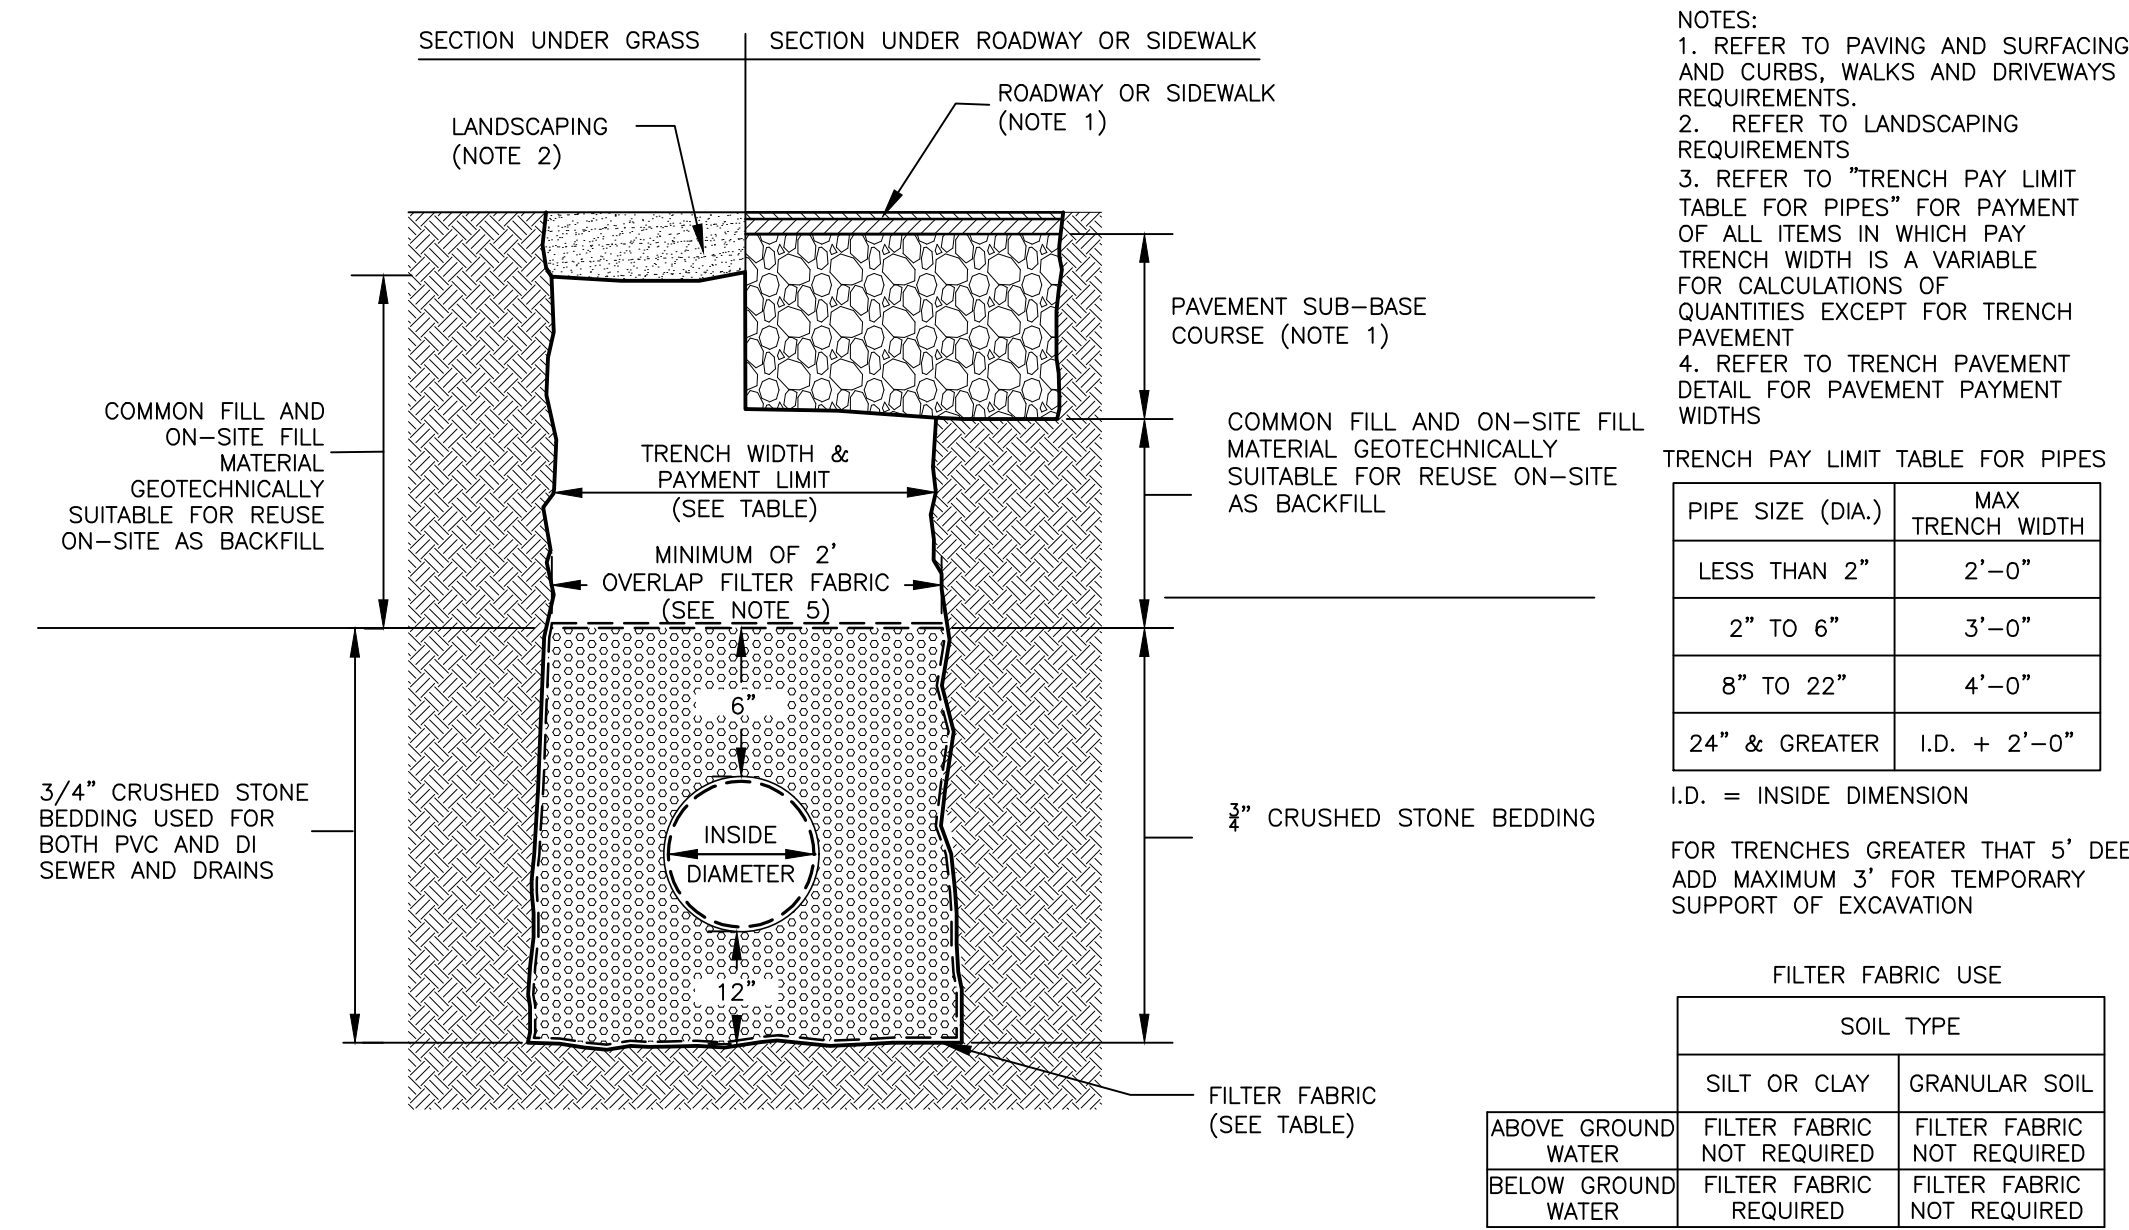 SECTION UNDER GRASS
SECTION UNDER ROADWAY OR SIDEWALK
LANDSCAPING
(NOTE 2)
ROADWAY OR SIDEWALK
(NOTE 1)
PAVEMENT SUB-BASE
COURSE (NOTE 1)
COMMON FILL AND
ON-SITE FILL
MATERIAL
GEOTECHNICALLY
SUITABLE FOR REUSE
ON-SITE AS BACKFILL
TRENCH WIDTH &
PAYMENT LIMIT
(SEE TABLE)
MINIMUM OF 2'
OVERLAP FILTER FABRIC
(SEE NOTE 5)
COMMON FILL AND ON-SITE FILL
MATERIAL GEOTECHNICALLY
SUITABLE FOR REUSE ON-SITE
AS BACKFILL
6"
3/4" CRUSHED STONE
BEDDING USED FOR
BOTH PVC AND DI
SEWER AND DRAINS
INSIDE
DIAMETER
3/4" CRUSHED STONE BEDDING
12"
FILTER FABRIC
(SEE TABLE)
NOTES:
1. REFER TO PAVING AND SURFACING
AND CURBS, WALKS AND DRIVEWAYS
REQUIREMENTS.
2. REFER TO LANDSCAPING
REQUIREMENTS
3. REFER TO "TRENCH PAY LIMIT
TABLE FOR PIPES" FOR PAYMENT
OF ALL ITEMS IN WHICH PAY
TRENCH WIDTH IS A VARIABLE
FOR CALCULATIONS OF
QUANTITIES EXCEPT FOR TRENCH
PAVEMENT
4. REFER TO TRENCH PAVEMENT
DETAIL FOR PAVEMENT PAYMENT
WIDTHS
TRENCH PAY LIMIT TABLE FOR PIPES
PIPE SIZE (DIA.) MAX
TRENCH WIDTH
LESS THAN 2" 2'-0"
2" TO 6" 3'-0"
8" TO 22" 4'-0"
24" & GREATER I.D. + 2'-0"
I.D. = INSIDE DIMENSION
FOR TRENCHES GREATER THAT 5' DEE
ADD MAXIMUM 3' FOR TEMPORARY
SUPPORT OF EXCAVATION
FILTER FABRIC USE
SOIL TYPE
SILT OR CLAY GRANULAR SOIL
ABOVE GROUND FILTER FABRIC FILTER FABRIC
WATER NOT REQUIRED NOT REQUIRED
BELOW GROUND FILTER FABRIC FILTER FABRIC
WATER REQUIRED NOT REQUIRED